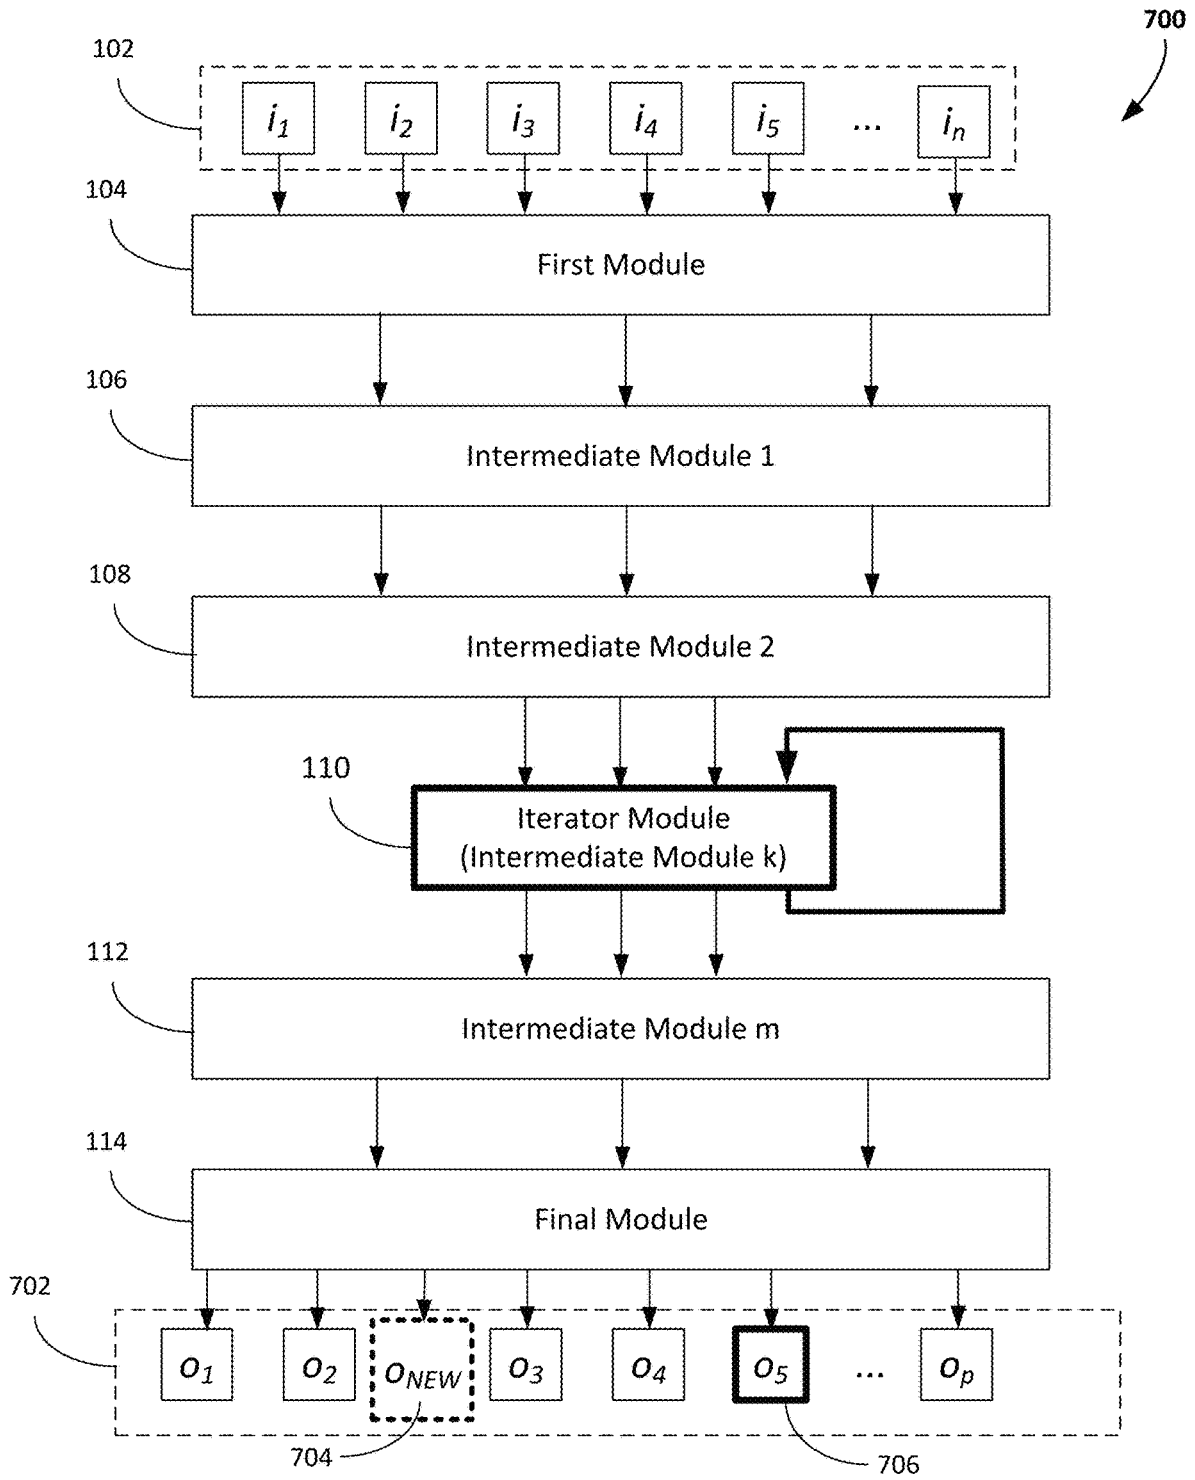 700
102
i1 i2 i3 i4 i5 ... in
104
First Module
106
Intermediate Module 1
108
Intermediate Module 2
110
Iterator Module
(Intermediate Module k)
112
Intermediate Module m
114
Final Module
702
o1 o2 oNEW o3 o4 o5 ... op
704
706